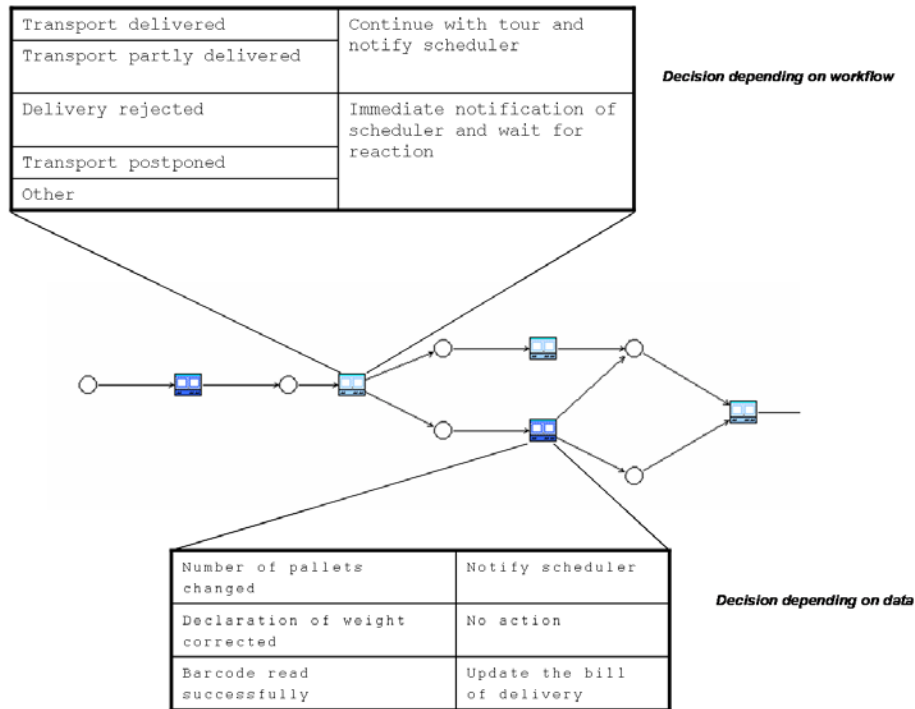 Transport delivered
Continue with tour and
notify scheduler
Transport partly delivered
Decision depending on workflow
Delivery rejected
Immediate notification of
scheduler and wait for
reaction
Transport postponed
Other
Number of pallets
changed
Notify scheduler
Declaration of weight
corrected
No action
Decision depending on data
Barcode read
successfully
Update the bill
of delivery